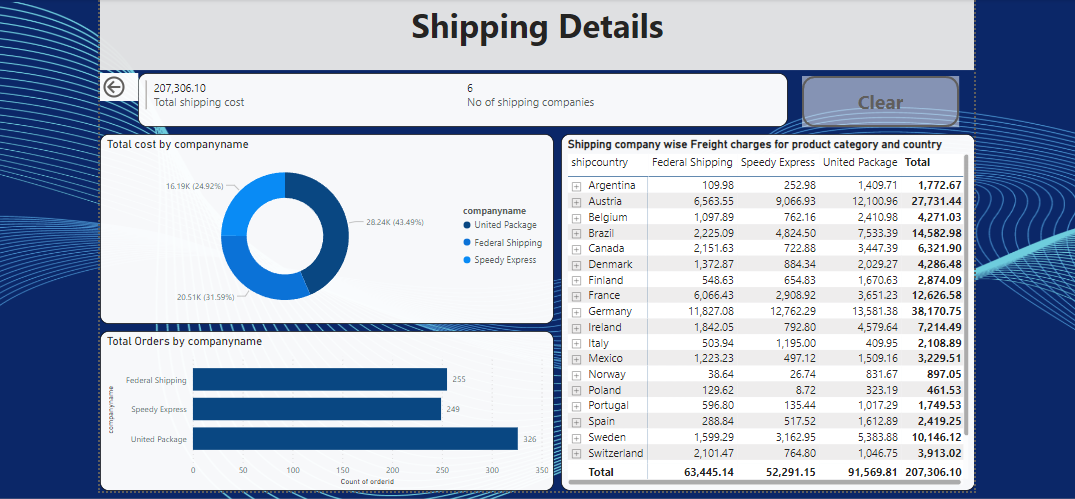 Shipping Details
207,306.10
Total shipping cost
6
No of shipping companies
Clear
Total cost by companyname
16.19K (24.92%)
28.24K (43.49%)
20.51K (31.59%)
companyname
United Package
Federal Shipping
Speedy Express
Total Orders by companyname
companyname
Federal Shipping 255
Speedy Express 249
United Package 326
0 50 100 150 200 250 300 350
Count of orderid
Shipping company wise Freight charges for product category and country
shipcountry Federal Shipping Speedy Express United Package Total
Argentina 109.98 252.98 1,409.71 1,772.67
Austria 6,563.55 9,066.93 12,100.96 27,731.44
Belgium 1,097.89 762.16 2,410.98 4,271.03
Brazil 2,225.09 4,824.50 7,533.39 14,582.98
Canada 2,151.63 722.88 3,447.39 6,321.90
Denmark 1,372.87 884.34 2,029.27 4,286.48
Finland 548.63 654.83 1,670.63 2,874.09
France 6,066.43 2,908.92 3,651.23 12,626.58
Germany 11,827.08 12,762.29 13,581.38 38,170.75
Ireland 1,842.05 792.80 4,579.64 7,214.49
Italy 503.94 1,195.00 409.95 2,108.89
Mexico 1,223.23 497.12 1,509.16 3,229.51
Norway 38.64 26.74 831.67 897.05
Poland 129.62 8.72 323.19 461.53
Portugal 596.80 135.44 1,017.29 1,749.53
Spain 288.84 517.52 1,612.89 2,419.25
Sweden 1,599.29 3,162.95 5,383.88 10,146.12
Switzerland 2,101.47 764.80 1,046.75 3,913.02
Total 63,445.14 52,291.15 91,569.81 207,306.10